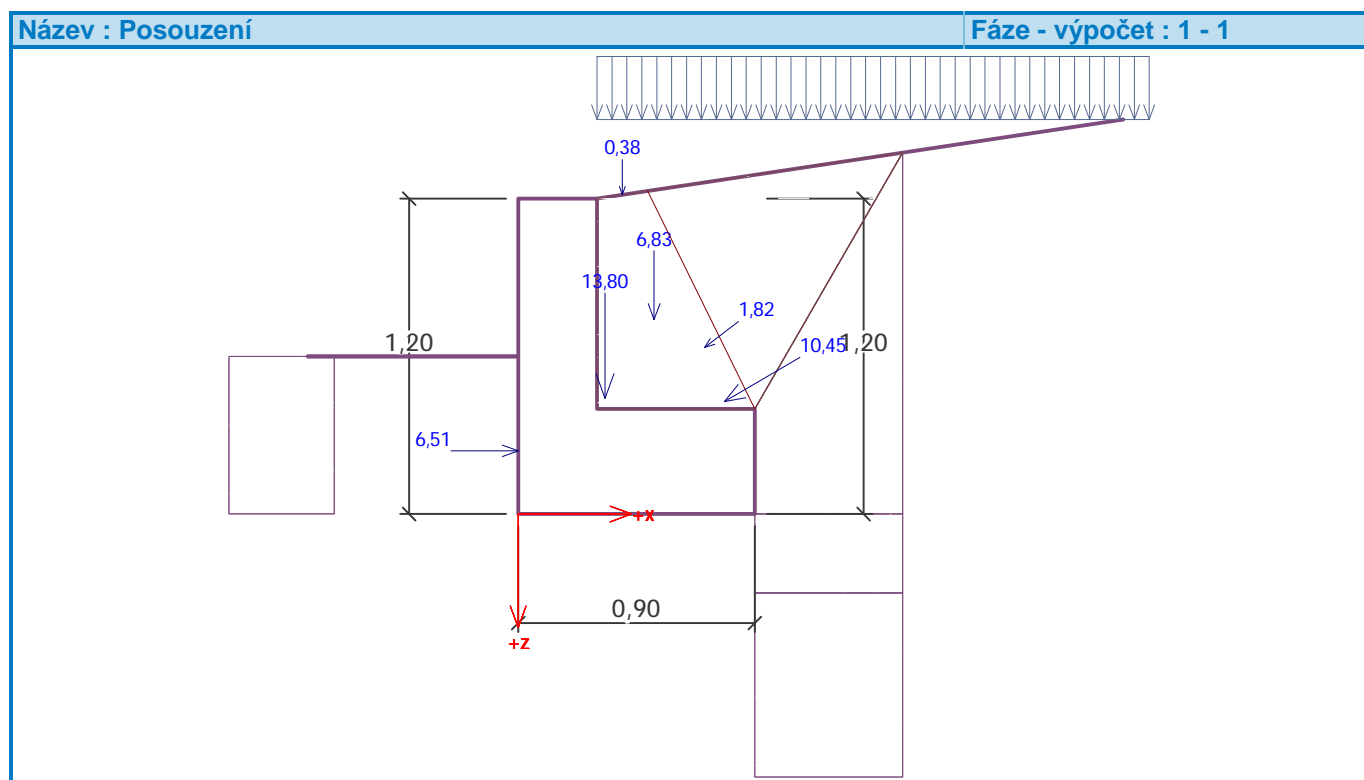 Název : Posouzení
Fáze - výpočet : 1 - 1
0,38
6,83
13,80
1,82
1,20
10,45
1,20
6,51
+x
0,90
+z